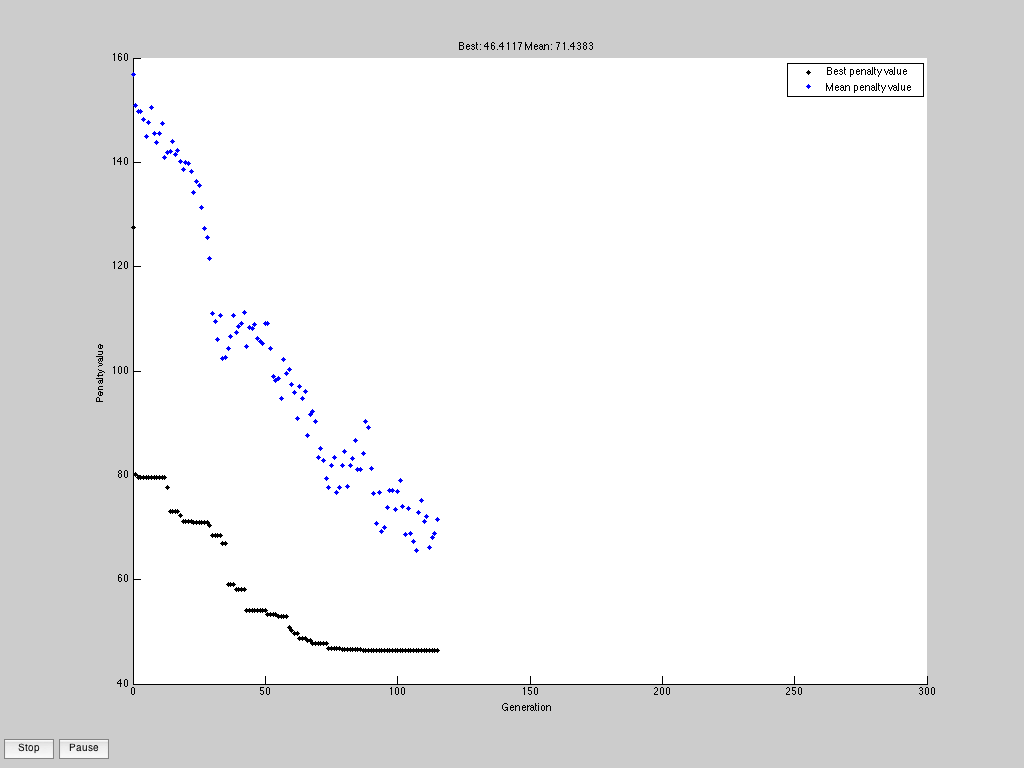 Best: 46.4117 Mean: 71.4383
160
Best penalty value
Mean penalty value
140
120
100
80
60
40
Penalty value
0 50 100 150 200 250 300
Generation
Stop Pause